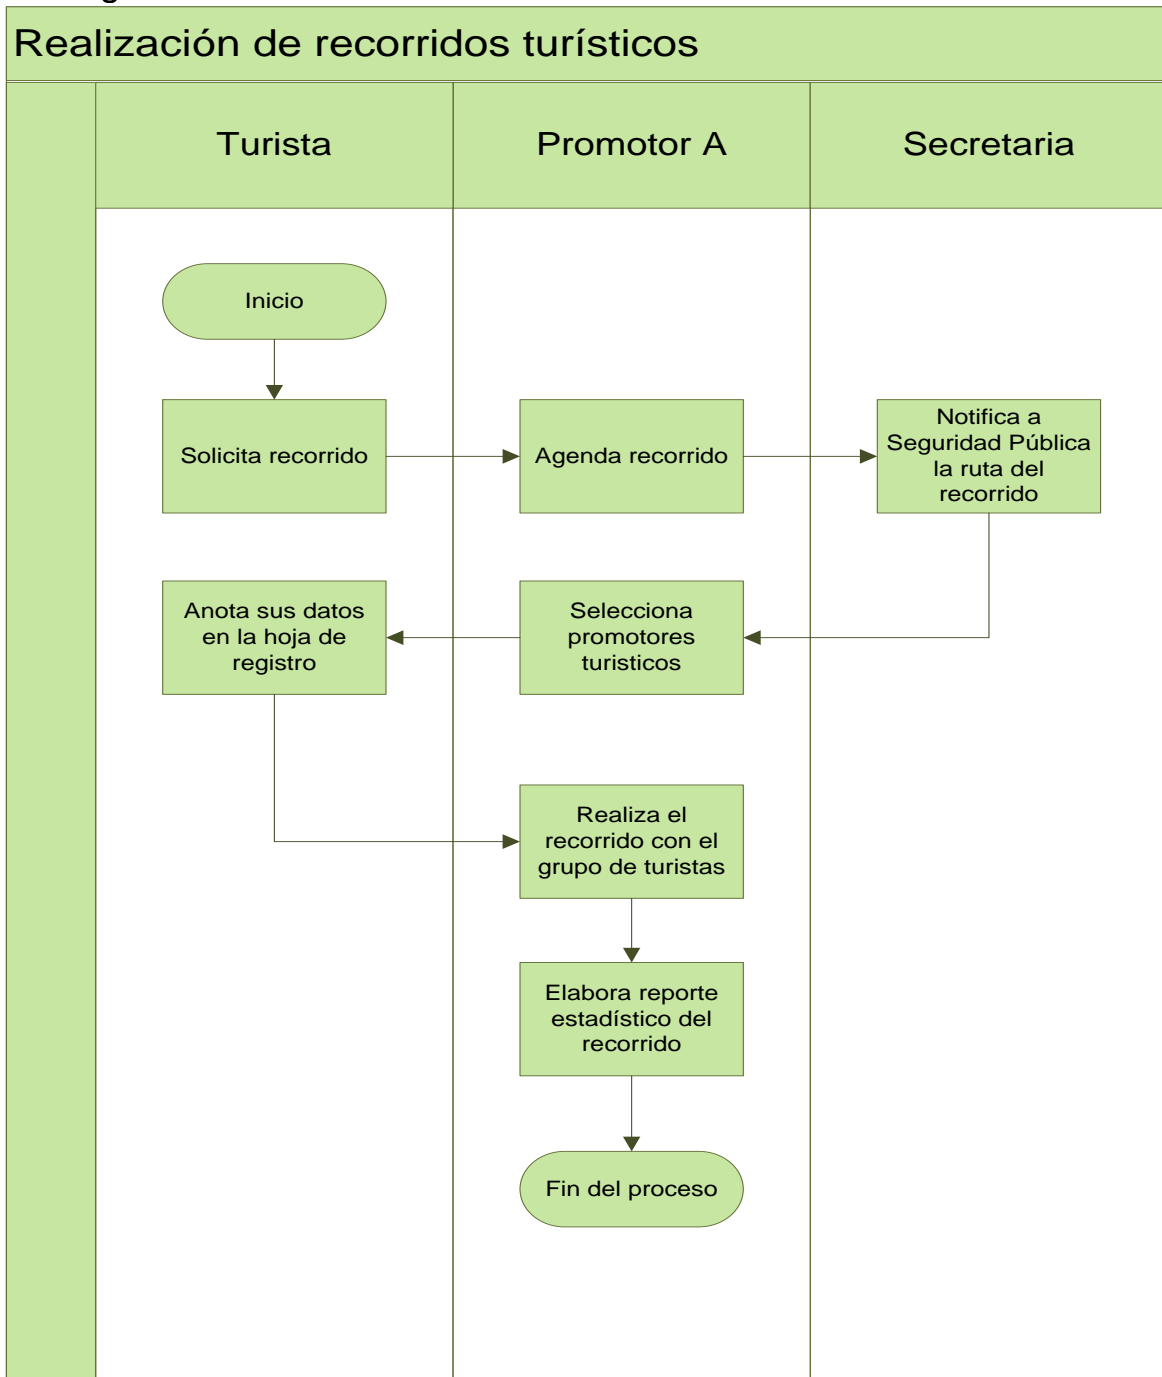 Realización de recorridos turísticos
Turista
Promotor A
Secretaria
Inicio
Solicita recorrido
Agenda recorrido
Notifica a
Seguridad Pública
la ruta del
recorrido
Anota sus datos
en la hoja de
registro
Selecciona
promotores
turisticos
Realiza el
recorrido con el
grupo de turistas
Elabora reporte
estadístico del
recorrido
Fin del proceso